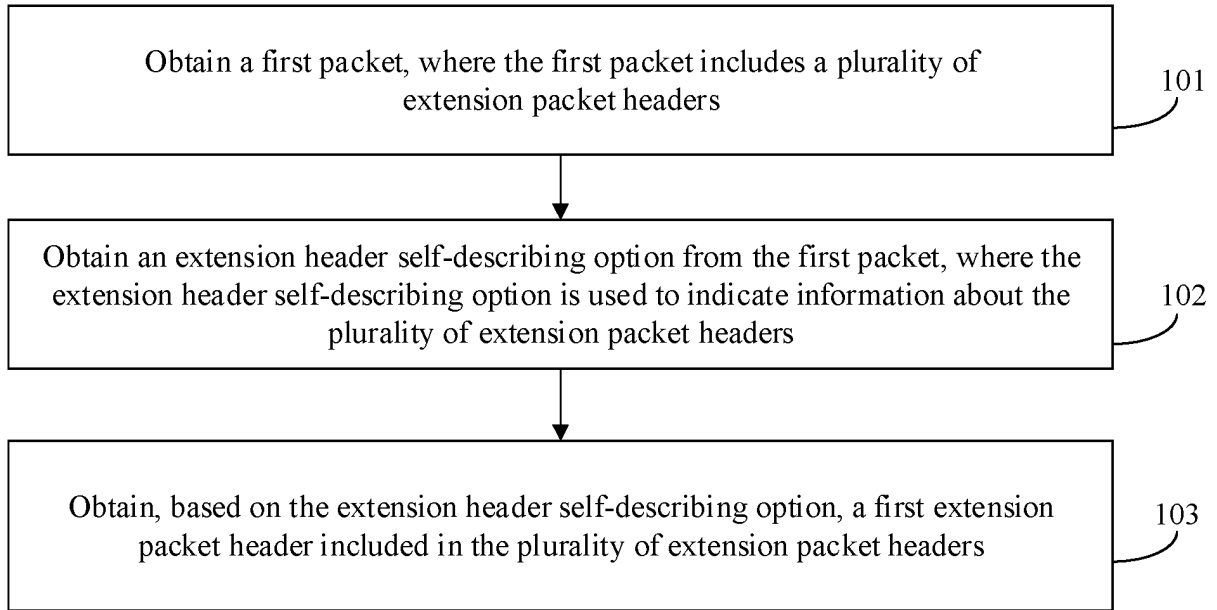 Obtain a first packet, where the first packet includes a plurality of
extension packet headers
101
Obtain an extension header self-describing option from the first packet, where the
extension header self-describing option is used to indicate information about the
plurality of extension packet headers
102
Obtain, based on the extension header self-describing option, a first extension
packet header included in the plurality of extension packet headers
103